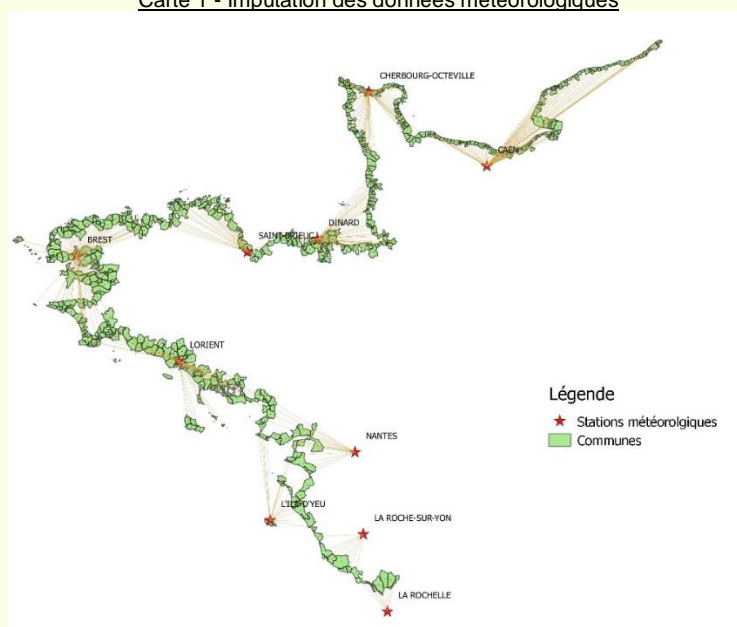 Carte 1 - Imputation des données météorologiques
CHERBOURG-OCTEVILLE
CAEN
DINARD
SAINT-BRIEUC
BREST
LORIENT
Légende
Stations météorolgiques
Communes
NANTES
L'ILE-D'YEU
LA ROCHE-SUR-YON
LA ROCHELLE